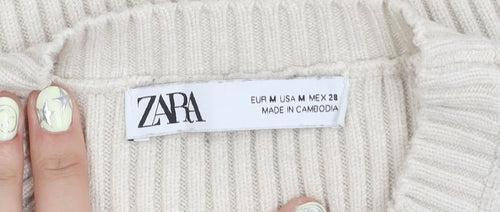 ZARA
EUR M USA M MEX 28
MADE IN CAMBODIA